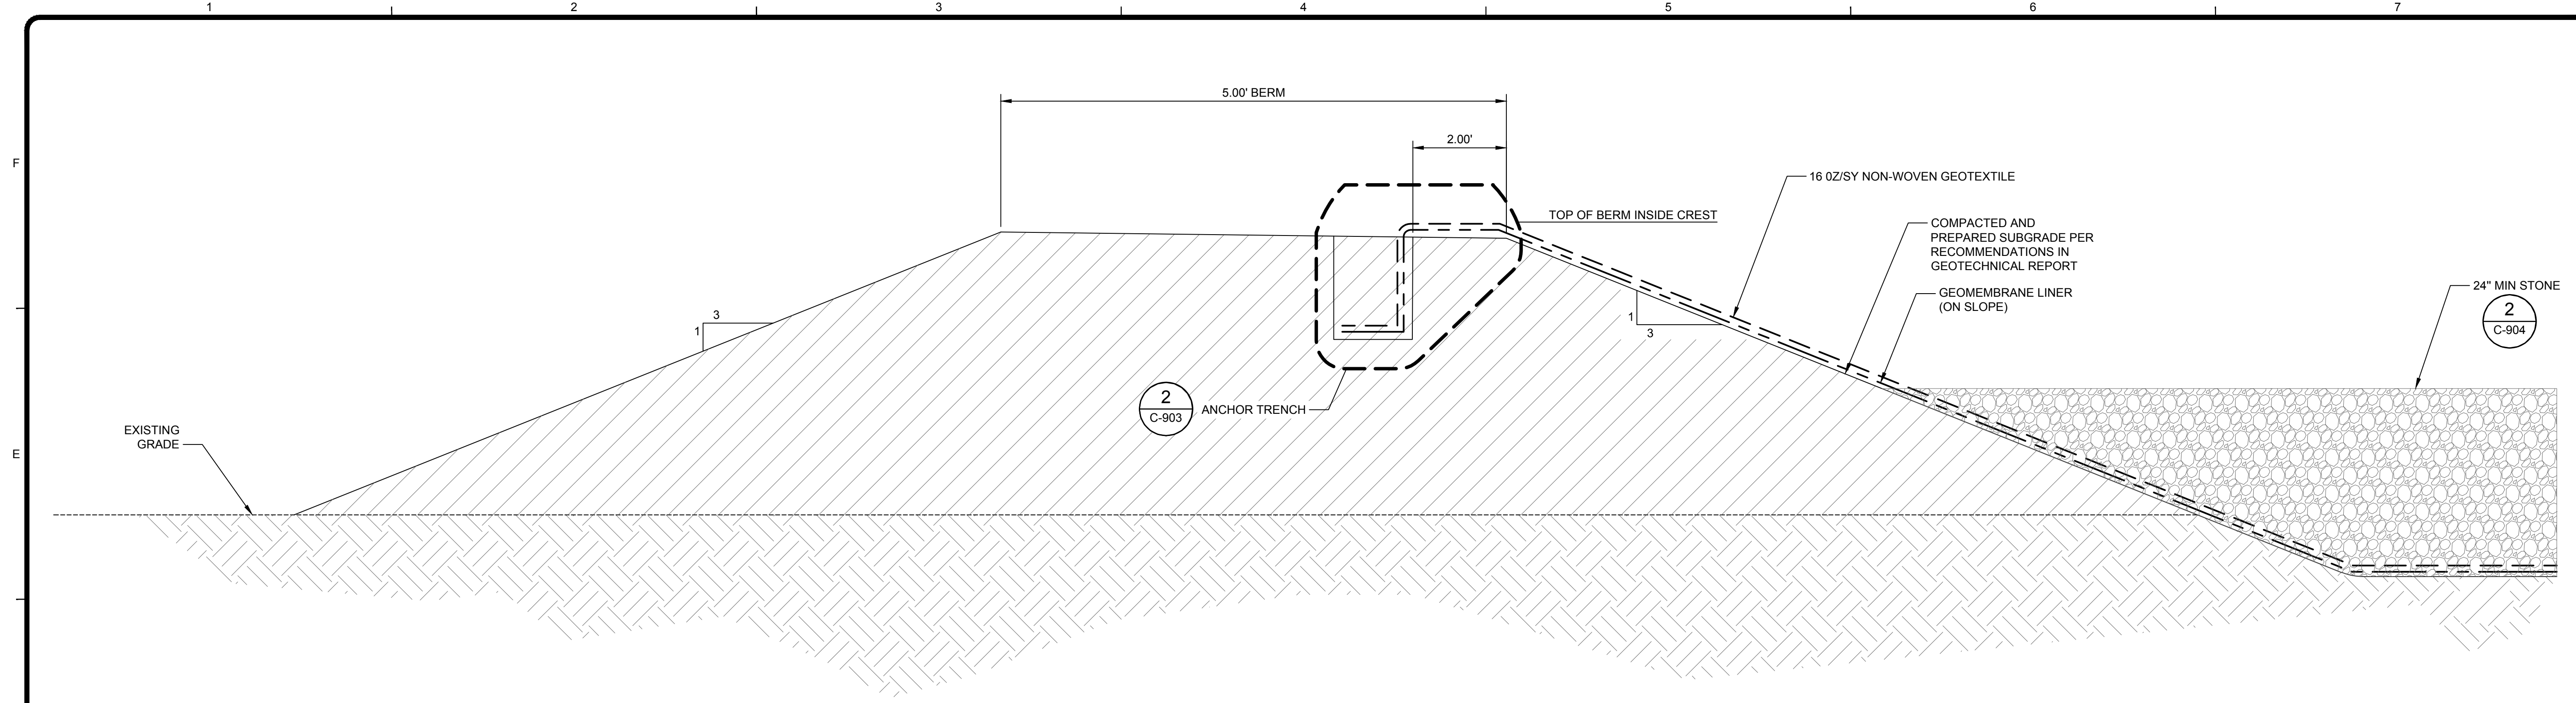 1
2
3
4
5
6
7
F
E
5.00' BERM
2.00'
16 0Z/SY NON-WOVEN GEOTEXTILE
TOP OF BERM INSIDE CREST
COMPACTED AND
PREPARED SUBGRADE PER
RECOMMENDATIONS IN
GEOTECHNICAL REPORT
GEOMEMBRANE LINER
(ON SLOPE)
24" MIN STONE
2
C-904
3
1
1
3
2
C-903
ANCHOR TRENCH
EXISTING
GRADE